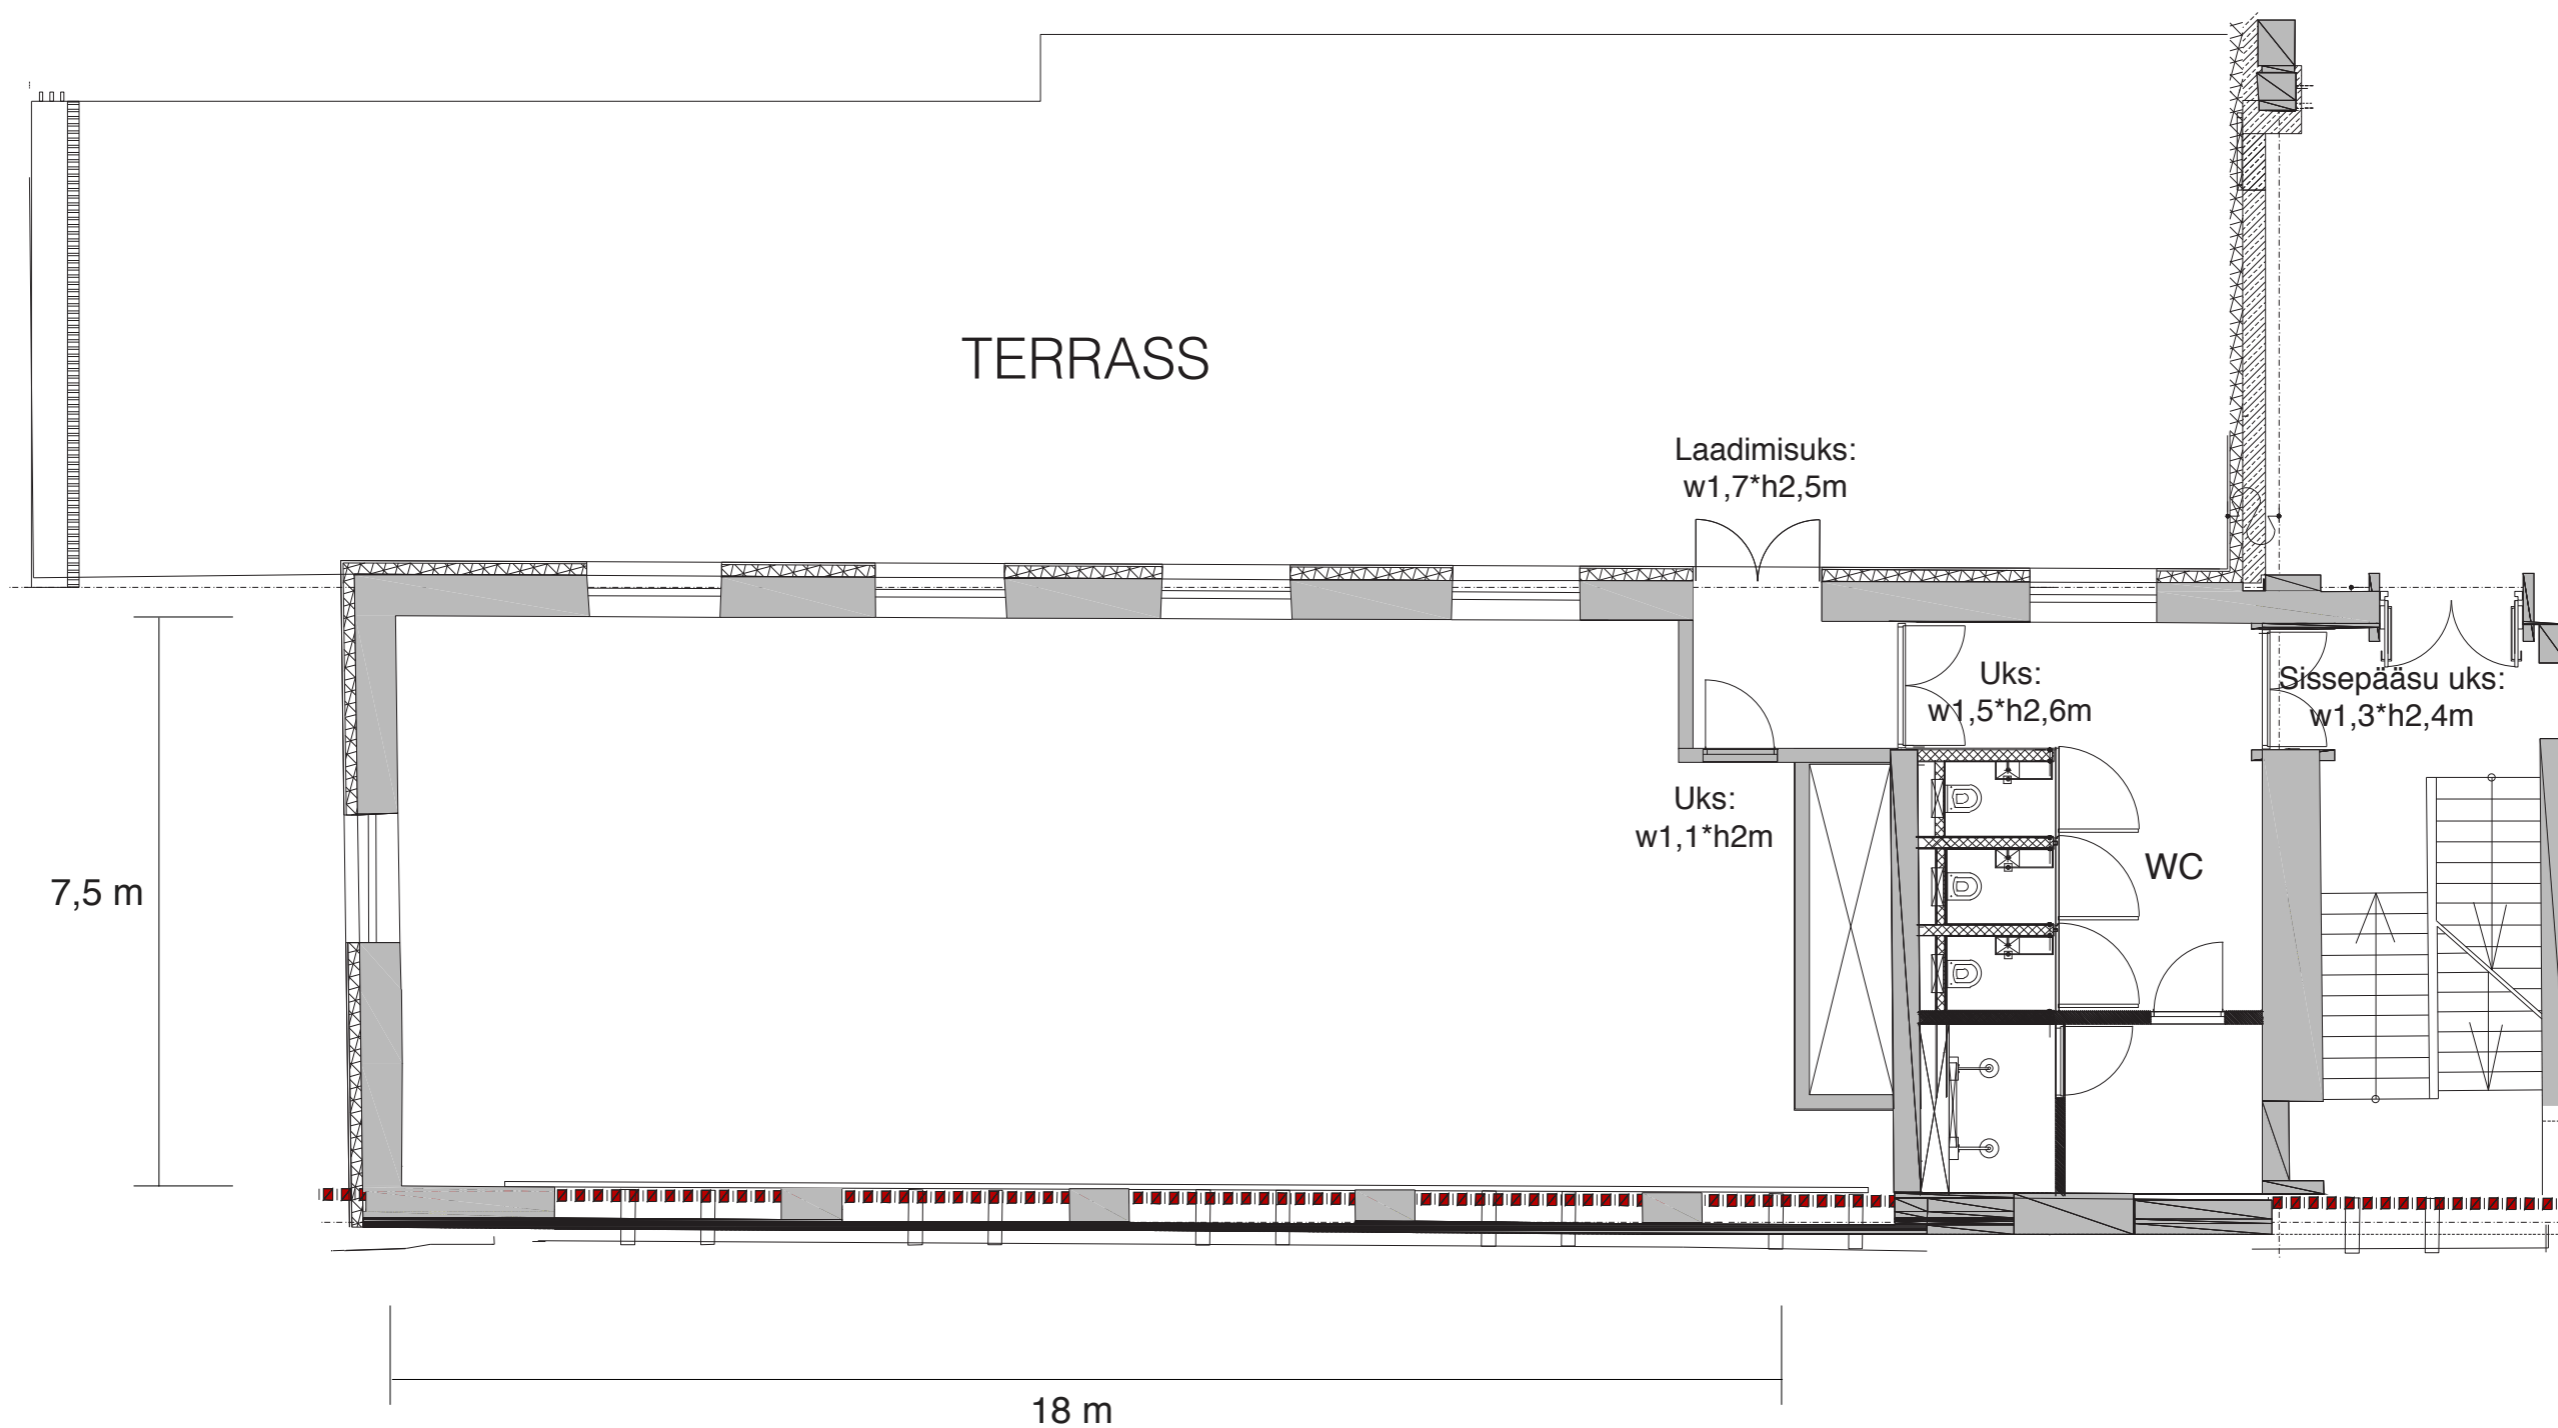 TERRASS
Laadimisuks:
w1,7*h2,5m
Uks:
w1,5*h2,6m
Sissepääsu uks:
w1,3*h2,4m
Uks:
w1,1*h2m
WC
7,5 m
18 m